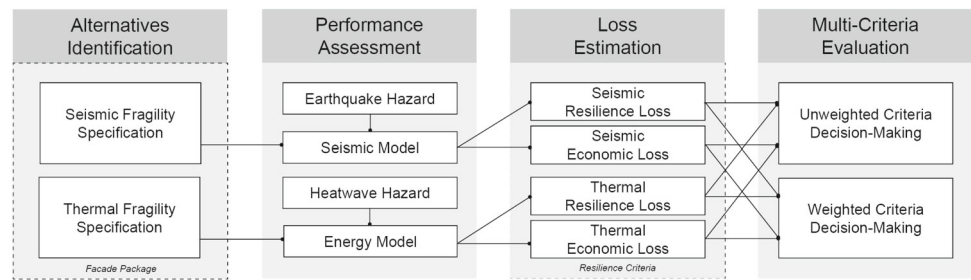 Alternatives
Identification
Seismic Fragility
Specification
Thermal Fragility
Specification
Facade Package
Performance
Assessment
Earthquake Hazard
Seismic Model
Heatwave Hazard
Energy Model
Loss
Estimation
Seismic
Resilience Loss
Seismic
Economic Loss
Thermal
Resilience Loss
Thermal
Economic Loss
Resilience Criteria
Multi-Criteria
Evaluation
Unweighted Criteria
Decision-Making
Weighted Criteria
Decision-Making